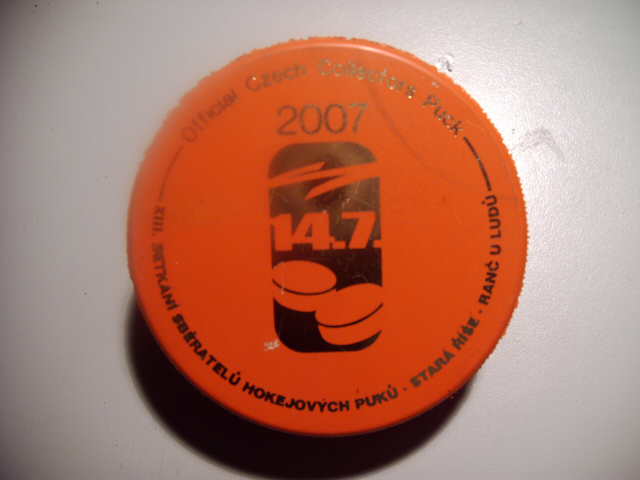 Official Czech Collectors Puck
2007
14.7.
XIII. SETKÁNÍ SBĚRATELŮ HOKEJOVÝCH PUKŮ · STARÁ ŘÍŠE · RANČ U LUDŮ